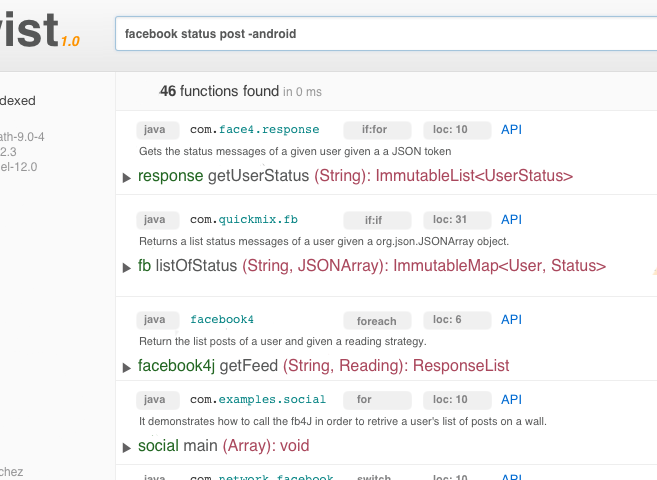 ist 1.0
facebook status post -android
dexed
ath-9.0-4
2.3
el-12.0
46 functions found in 0 ms
java com.face4.response if:for loc: 10 API
Gets the status messages of a given user given a a JSON token
response getUserStatus (String): ImmutableList<UserStatus>
java com.quickmix.fb if:if loc: 31 API
Returns a list status messages of a user given a org.json.JSONArray object.
fb listOfStatus (String, JSONArray): ImmutableMap<User, Status>
java facebook4 foreach loc: 6 API
Return the list posts of a user and given a reading strategy.
facebook4j getFeed (String, Reading): ResponseList
java com.examples.social for loc: 10 API
It demonstrates how to call the fb4J in order to retrive a user's list of posts on a wall.
social main (Array): void
chez
java com.network.facebook switch loc: 10 API